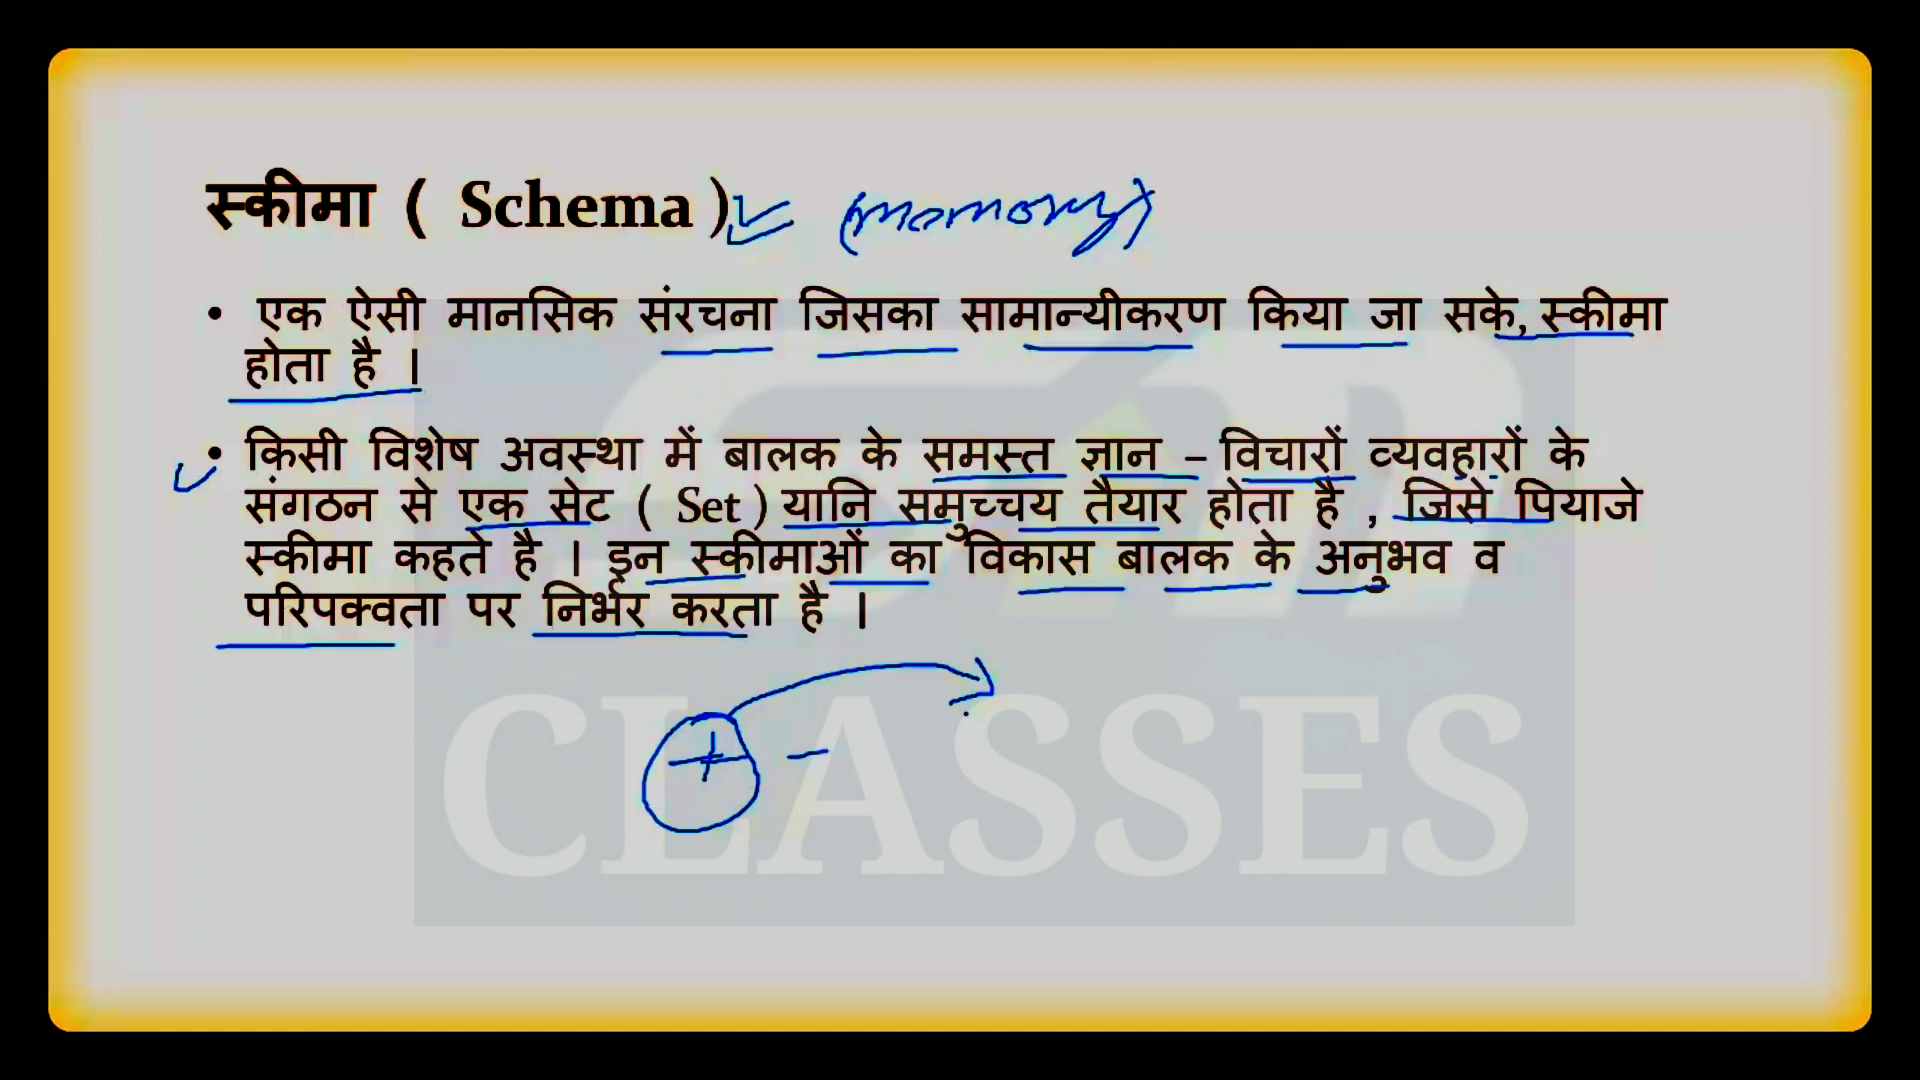 स्कीमा ( Schema ) (memory)
• एक ऐसी मानसिक संरचना जिसका सामान्यीकरण किया जा सके, स्कीमा
होता है ।
• किसी विशेष अवस्था में बालक के समस्त ज्ञान – विचारों व्यवहारों के
संगठन से एक सेट ( Set ) यानि समुच्चय तैयार होता है , जिसे पियाजे
स्कीमा कहते है । इन स्कीमाओं का विकास बालक के अनुभव व
परिपक्वता पर निर्भर करता है ।
+ –
CLASSES